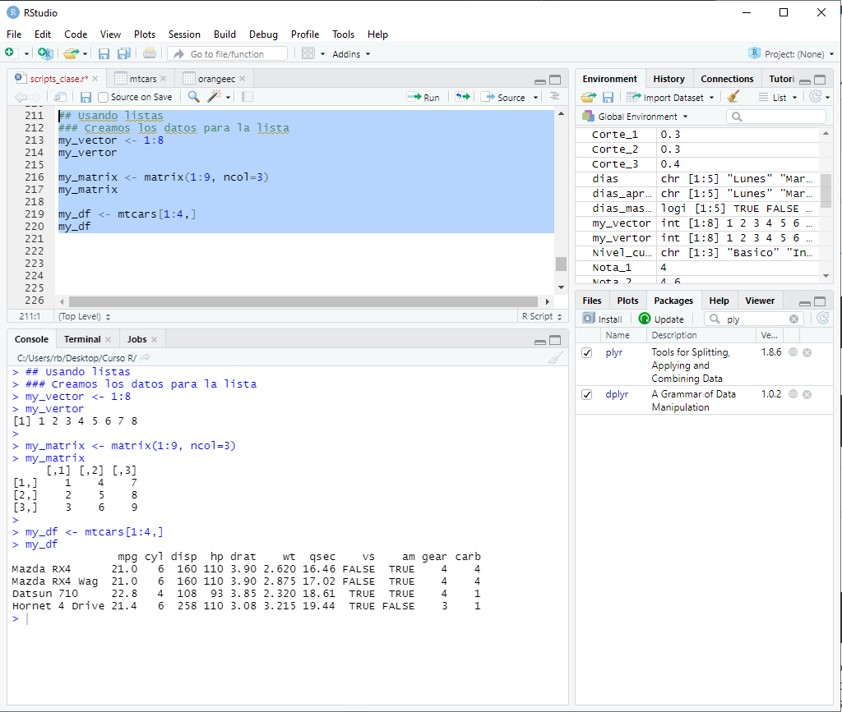 RStudio
File Edit Code View Plots Session Build Debug Profile Tools Help
Go to file/function Addins Project: (None)
scripts_clase.r* mtcars orangeec
Source on Save Run Source
211 ## Usando listas
212 ### Creamos los datos para la lista
213 my_vector <- 1:8
214 my_vertor
215
216 my_matrix <- matrix(1:9, ncol=3)
217 my_matrix
218
219 my_df <- mtcars[1:4,]
220 my_df
221
222
223
224
225
226
211:1 (Top Level) R Script
Console Terminal Jobs
C:/Users/rb/Desktop/Curso R/
> ## Usando listas
> ### Creamos los datos para la lista
> my_vector <- 1:8
> my_vertor
[1] 1 2 3 4 5 6 7 8
>
> my_matrix <- matrix(1:9, ncol=3)
> my_matrix
[,1] [,2] [,3]
[1,] 1 4 7
[2,] 2 5 8
[3,] 3 6 9
>
> my_df <- mtcars[1:4,]
> my_df
mpg cyl disp hp drat wt qsec vs am gear carb
Mazda RX4 21.0 6 160 110 3.90 2.620 16.46 FALSE TRUE 4 4
Mazda RX4 Wag 21.0 6 160 110 3.90 2.875 17.02 FALSE TRUE 4 4
Datsun 710 22.8 4 108 93 3.85 2.320 18.61 TRUE TRUE 4 1
Hornet 4 Drive 21.4 6 258 110 3.08 3.215 19.44 TRUE FALSE 3 1
>
Environment History Connections Tutori
Import Dataset List
Global Environment
Corte_1 0.3
Corte_2 0.3
Corte_3 0.4
dias chr [1:5] "Lunes" "Mar...
dias_apr... chr [1:5] "Lunes" "Mar...
dias_mas... logi [1:5] TRUE FALSE ...
my_vector int [1:8] 1 2 3 4 5 6 ...
my_vertor int [1:8] 1 2 3 4 5 6 ...
Nivel_cu... chr [1:3] "Basico" "In...
Nota_1 4
Nota_2 4.6
Files Plots Packages Help Viewer
Install Update ply
Name Description Ve...
plyr Tools for Splitting, 1.8.6
Applying and
Combining Data
dplyr A Grammar of Data 1.0.2
Manipulation